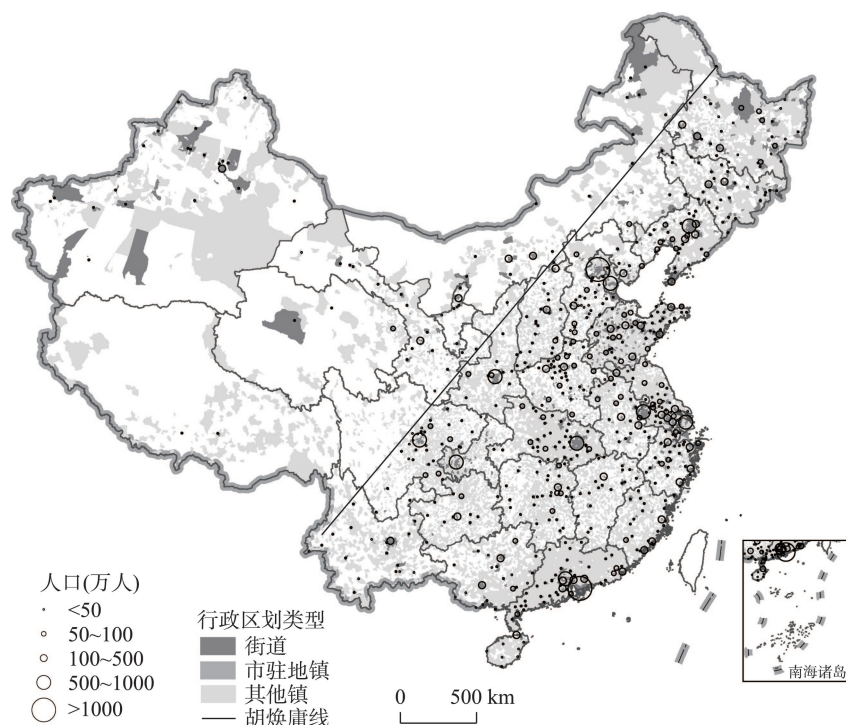 人口(万人)
<50
50~100
100~500
500~1000
>1000
行政区划类型
街道
市驻地镇
其他镇
胡焕庸线
0 500 km
南海诸岛